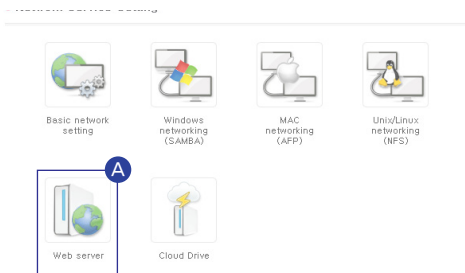 Basic network
setting
Windows
networking
(SAMBA)
MAC
networking
(AFP)
Unix/Linux
networking
(NFS)
A
Web server
Cloud Drive